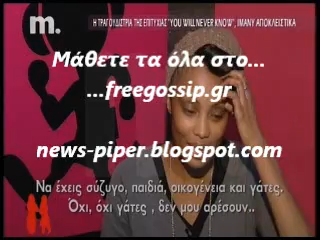 m.
Η ΤΡΑΓΟΥΔΙΣΤΡΙΑ ΤΗΣ ΕΠΙΤΥΧΙΑΣ "YOU WILL NEVER KNOW", IMANY ΑΠΟΚΛΕΙΣΤΙΚΑ
Μάθετε τα όλα στο...
...freegossip.gr
news-piper.blogspot.com
Να έχεις σύζυγο, παιδιά, οικογένεια και γάτες.
Όχι, όχι γάτες , δεν μου αρέσουν..